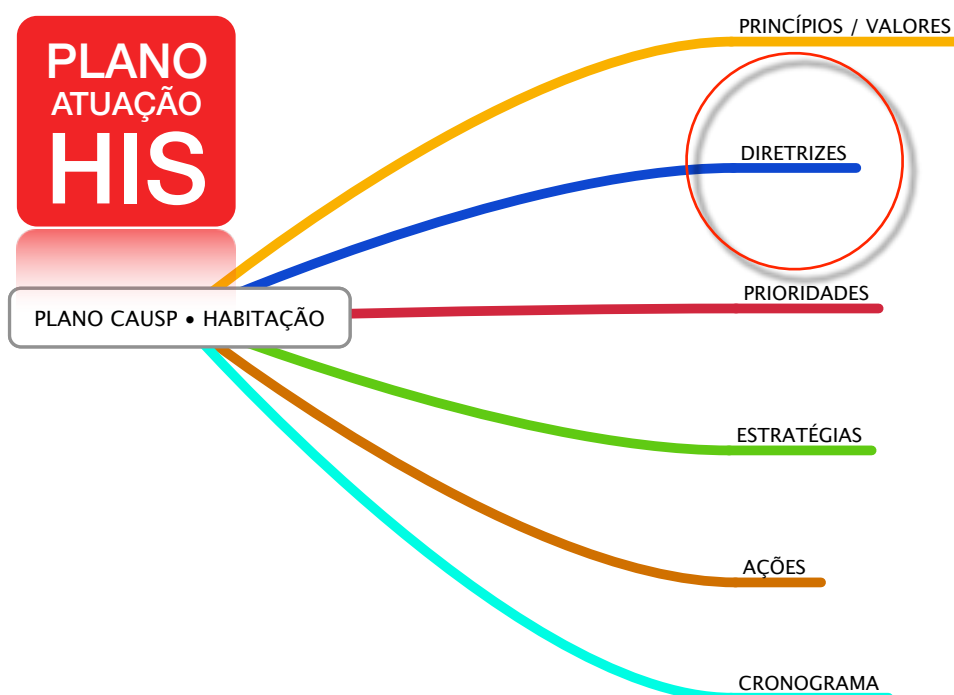 PLANO
ATUAÇÃO
HIS
PLANO CAUSP • HABITAÇÃO
PRINCÍPIOS / VALORES
DIRETRIZES
PRIORIDADES
ESTRATÉGIAS
AÇÕES
CRONOGRAMA